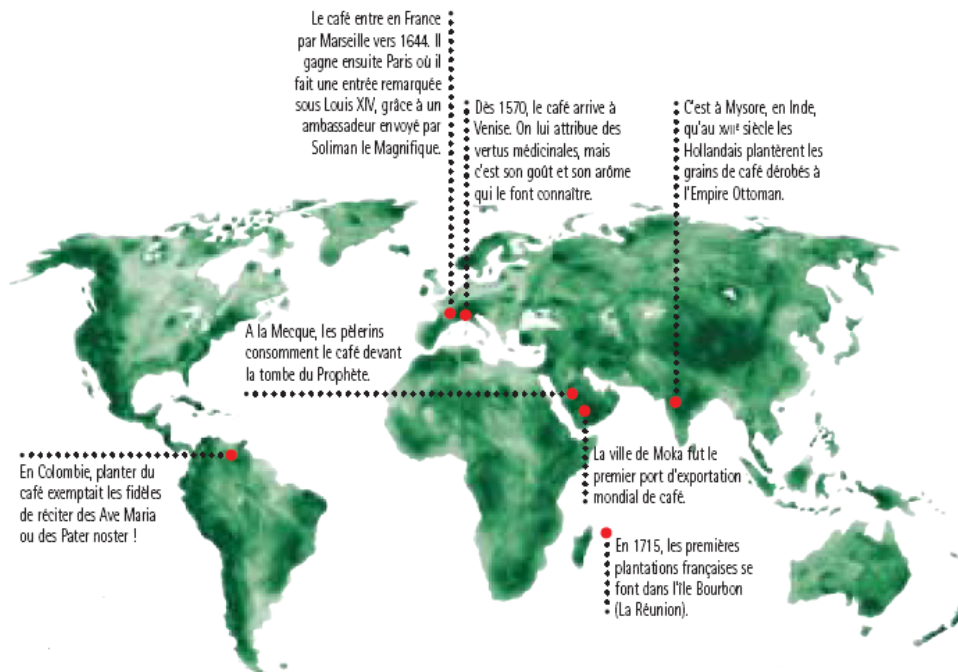 Le café entre en France
par Marseille vers 1644. Il
gagne ensuite Paris où il
fait une entrée remarquée
sous Louis XIV, grâce à un
ambassadeur envoyé par
Soliman le Magnifique.
Dès 1570, le café arrive à
Venise. On lui attribue des
vertus médicinales, mais
c'est son goût et son arôme
qui le font connaître.
C'est à Mysore, en Inde,
qu'au XVIIe siècle les
Hollandais plantèrent les
grains de café dérobés à
l'Empire Ottoman.
A la Mecque, les pèlerins
consomment le café devant
la tombe du Prophète.
En Colombie, planter du
café exemptait les fidèles
de réciter des Ave Maria
ou des Pater noster !
La ville de Moka fut le
premier port d'exportation
mondial de café.
En 1715, les premières
plantations françaises se
font dans l'île Bourbon
(La Réunion).